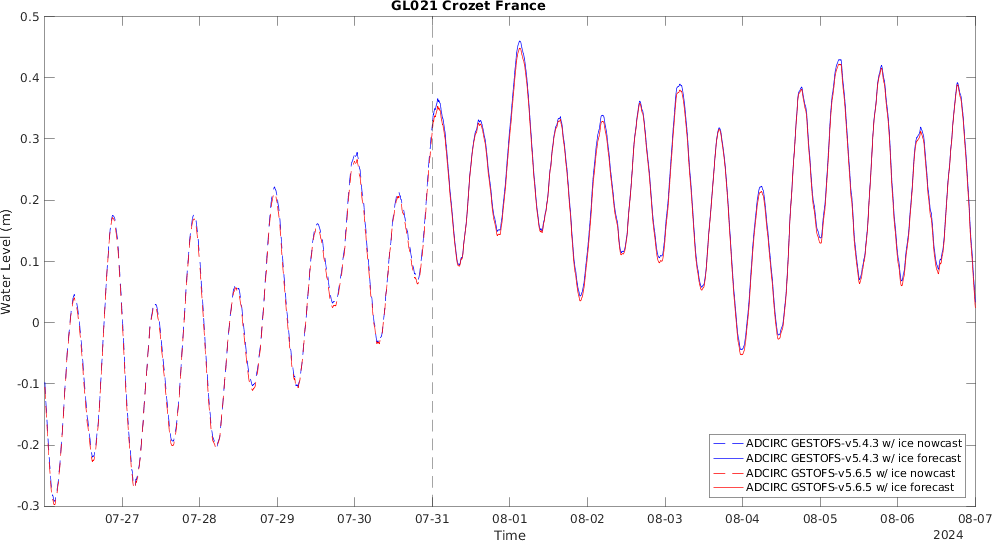 GL021 Crozet France
0.5
0.4
0.3
0.2
0.1
0
-0.1
-0.2
-0.3
Water Level (m)
07-27 07-28 07-29 07-30 07-31 08-01 08-02 08-03 08-04 08-05 08-06 08-07
Time
2024
ADCIRC GESTOFS-v5.4.3 w/ ice nowcast
ADCIRC GESTOFS-v5.4.3 w/ ice forecast
ADCIRC GSTOFS-v5.6.5 w/ ice nowcast
ADCIRC GSTOFS-v5.6.5 w/ ice forecast